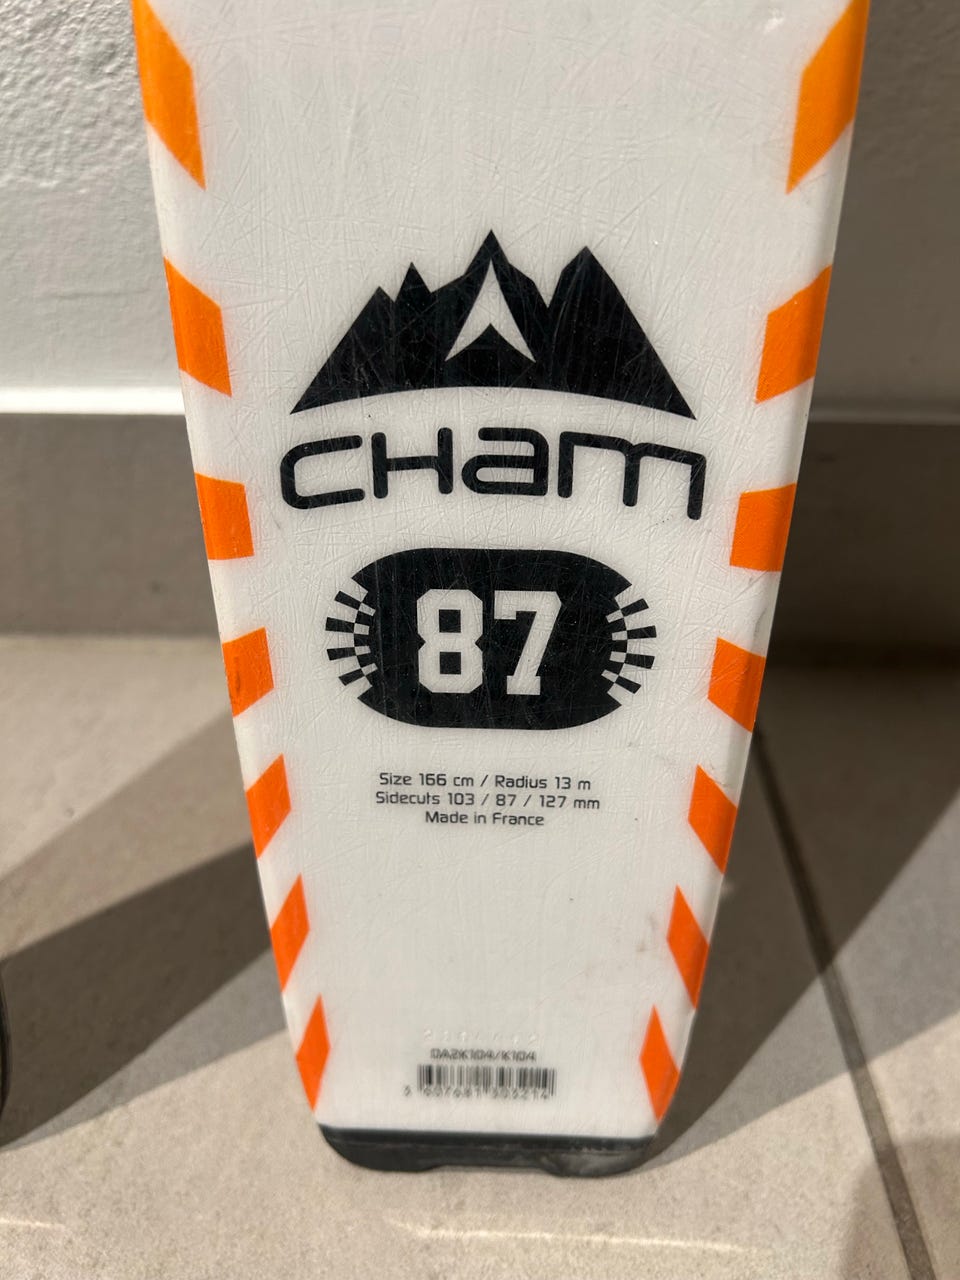 CHAM
87
Size 166 cm / Radius 13 m
Sidecuts 103 / 87 / 127 mm
Made in France
DA2K104/K104